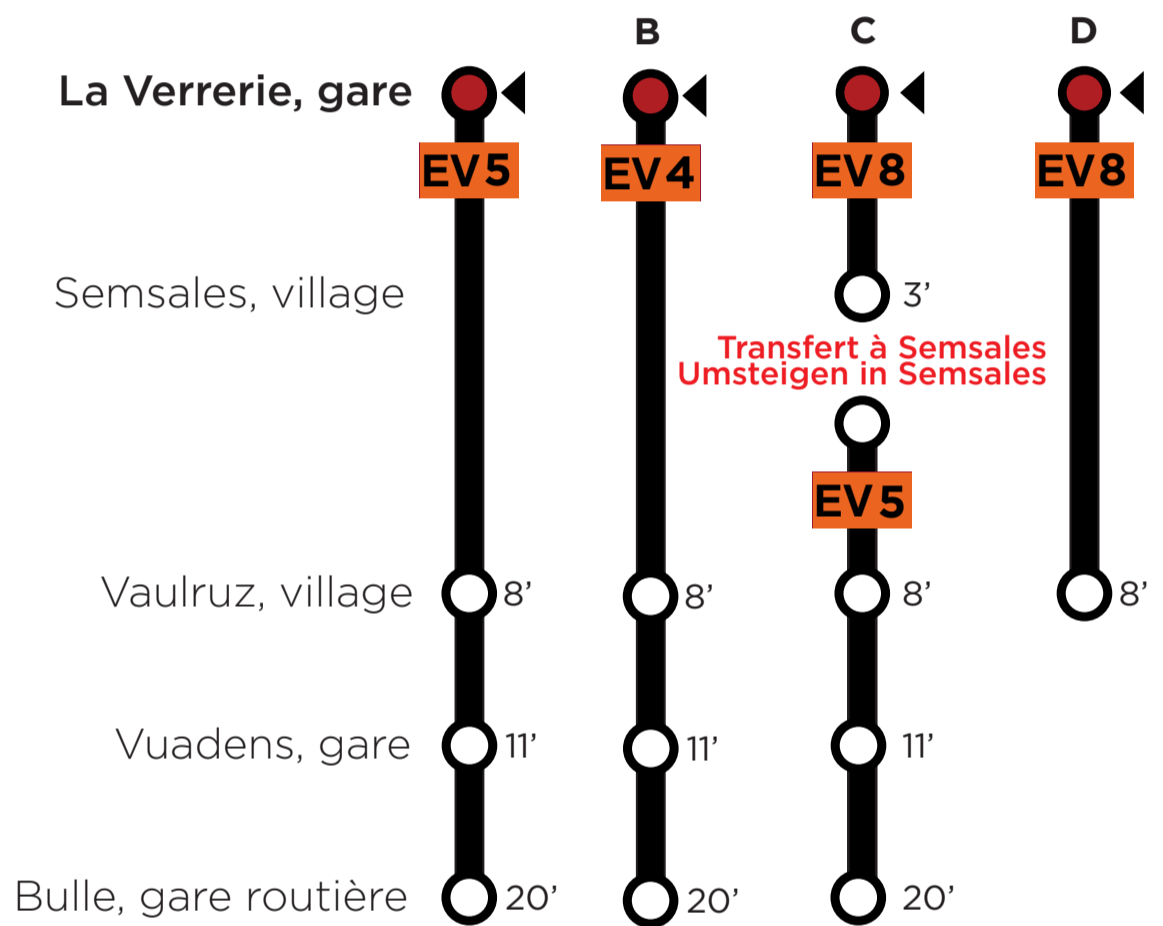 B C D
La Verrerie, gare
EV5 EV4 EV8 EV8
Semsales, village 3’
Transfert à Semsales
Umsteigen in Semsales
EV5
Vaulruz, village 8’ 8’ 8’ 8’
Vuadens, gare 11’ 11’ 11’
Bulle, gare routière 20’ 20’ 20’